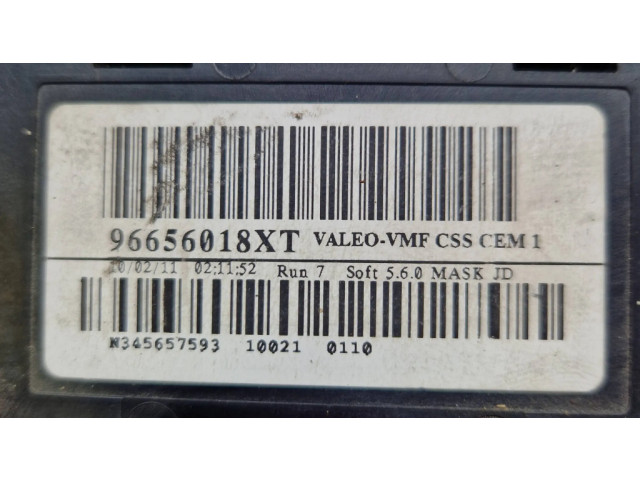 96656018XT VALEO-VMF CSS CEM 1
10/02/11 02:11:52 Run 7 Soft 5.6.0 MASK JD
N345657593 10021 0110